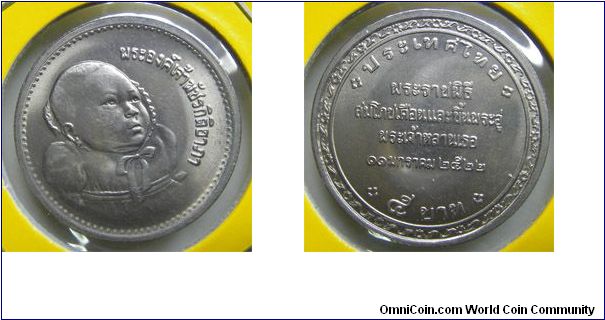 พระองค์เจ้าพัชรกิติยาภา
ประเทศไทย
พระราชพิธี
สมโภชเดือนและขึ้นพระอู่
พระเจ้าหลานเธอ
๑๑ มกราคม ๒๕๒๒
๕ บาท
OmniCoin.com World Coin Community